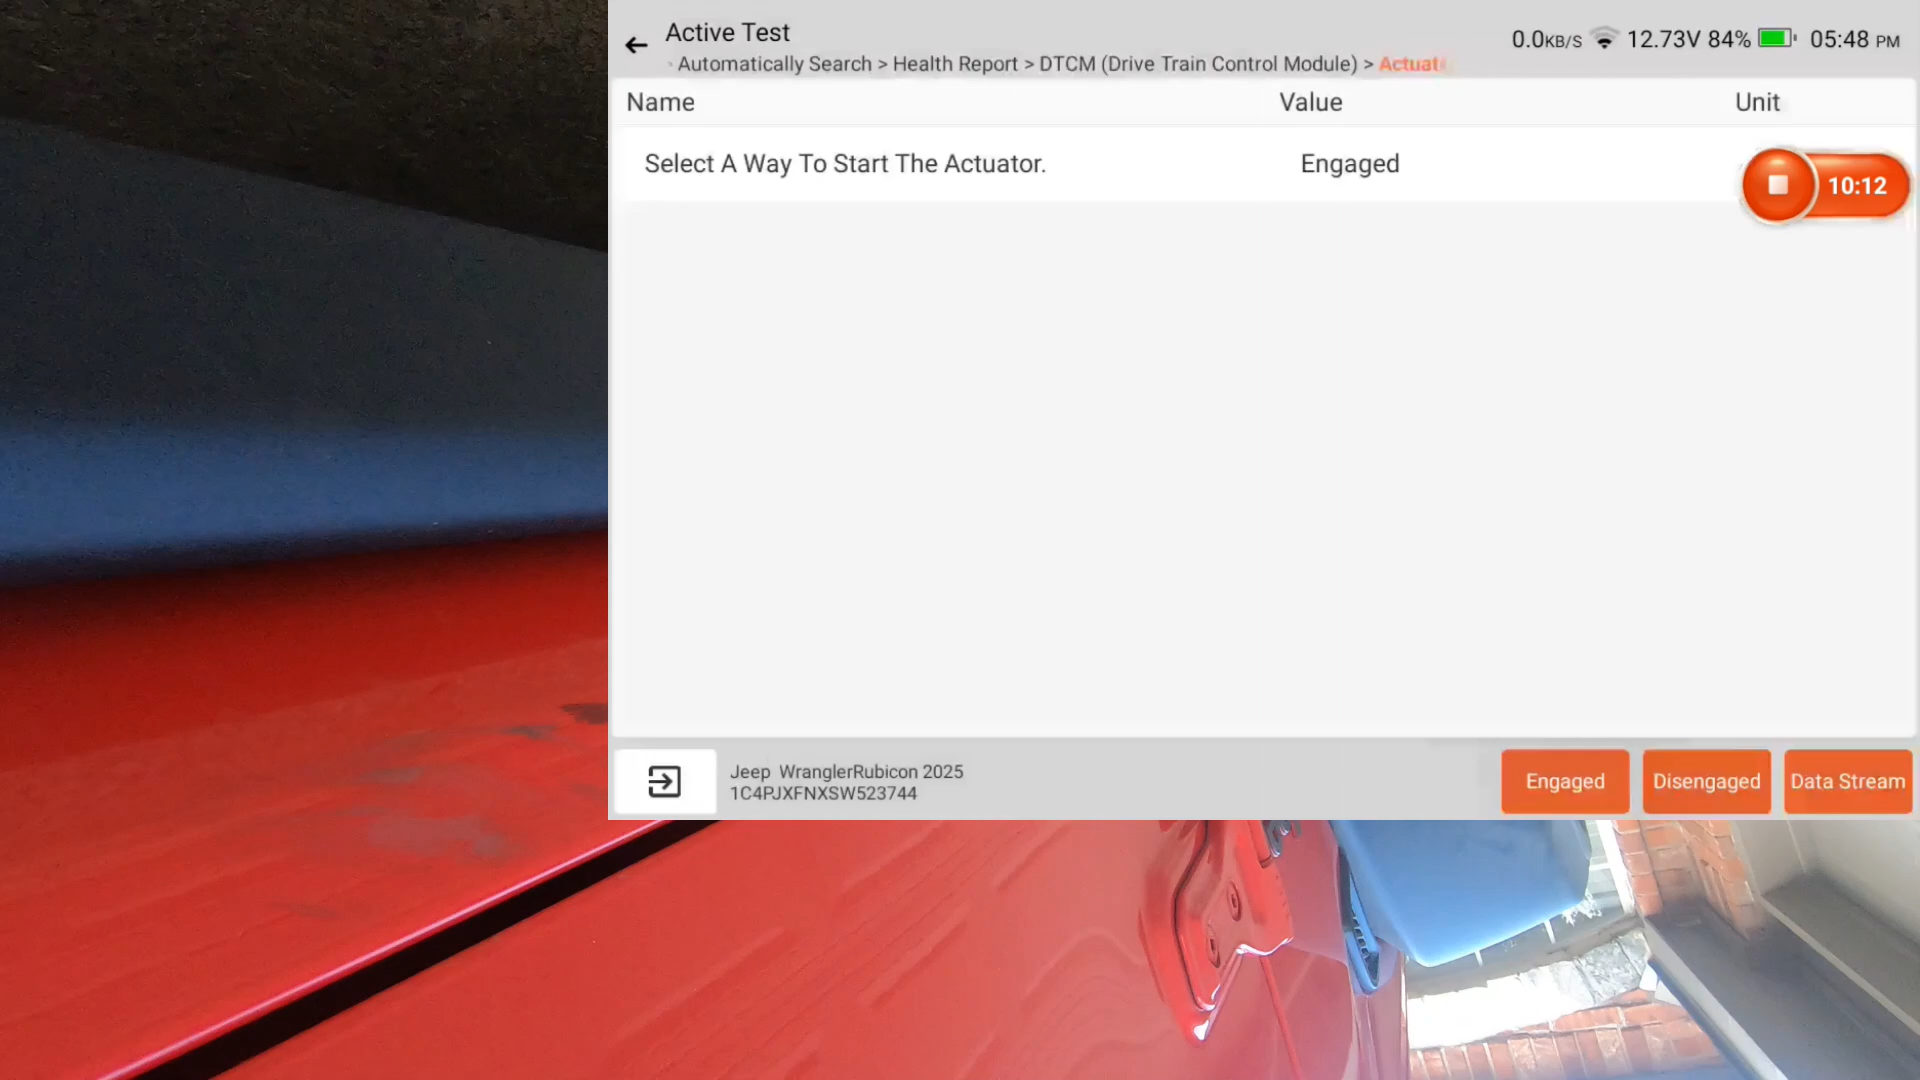 Active Test
0.0KB/S 12.73V 84% 05:48 PM
Automatically Search > Health Report > DTCM (Drive Train Control Module) > Actuat
Name Value Unit
Select A Way To Start The Actuator. Engaged
10:12
Jeep WranglerRubicon 2025
1C4PJXFNXSW523744
Engaged Disengaged Data Stream